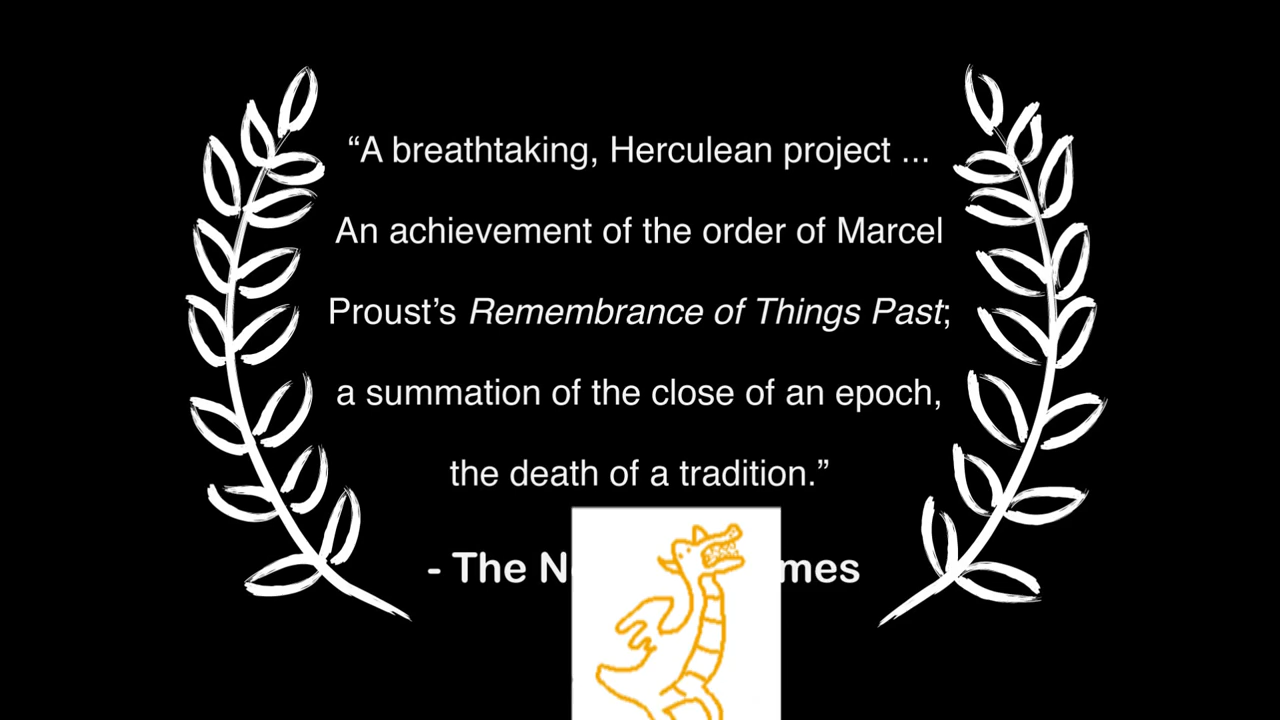 “A breathtaking, Herculean project ...
An achievement of the order of Marcel
Proust’s Remembrance of Things Past;
a summation of the close of an epoch,
the death of a tradition.”
- The